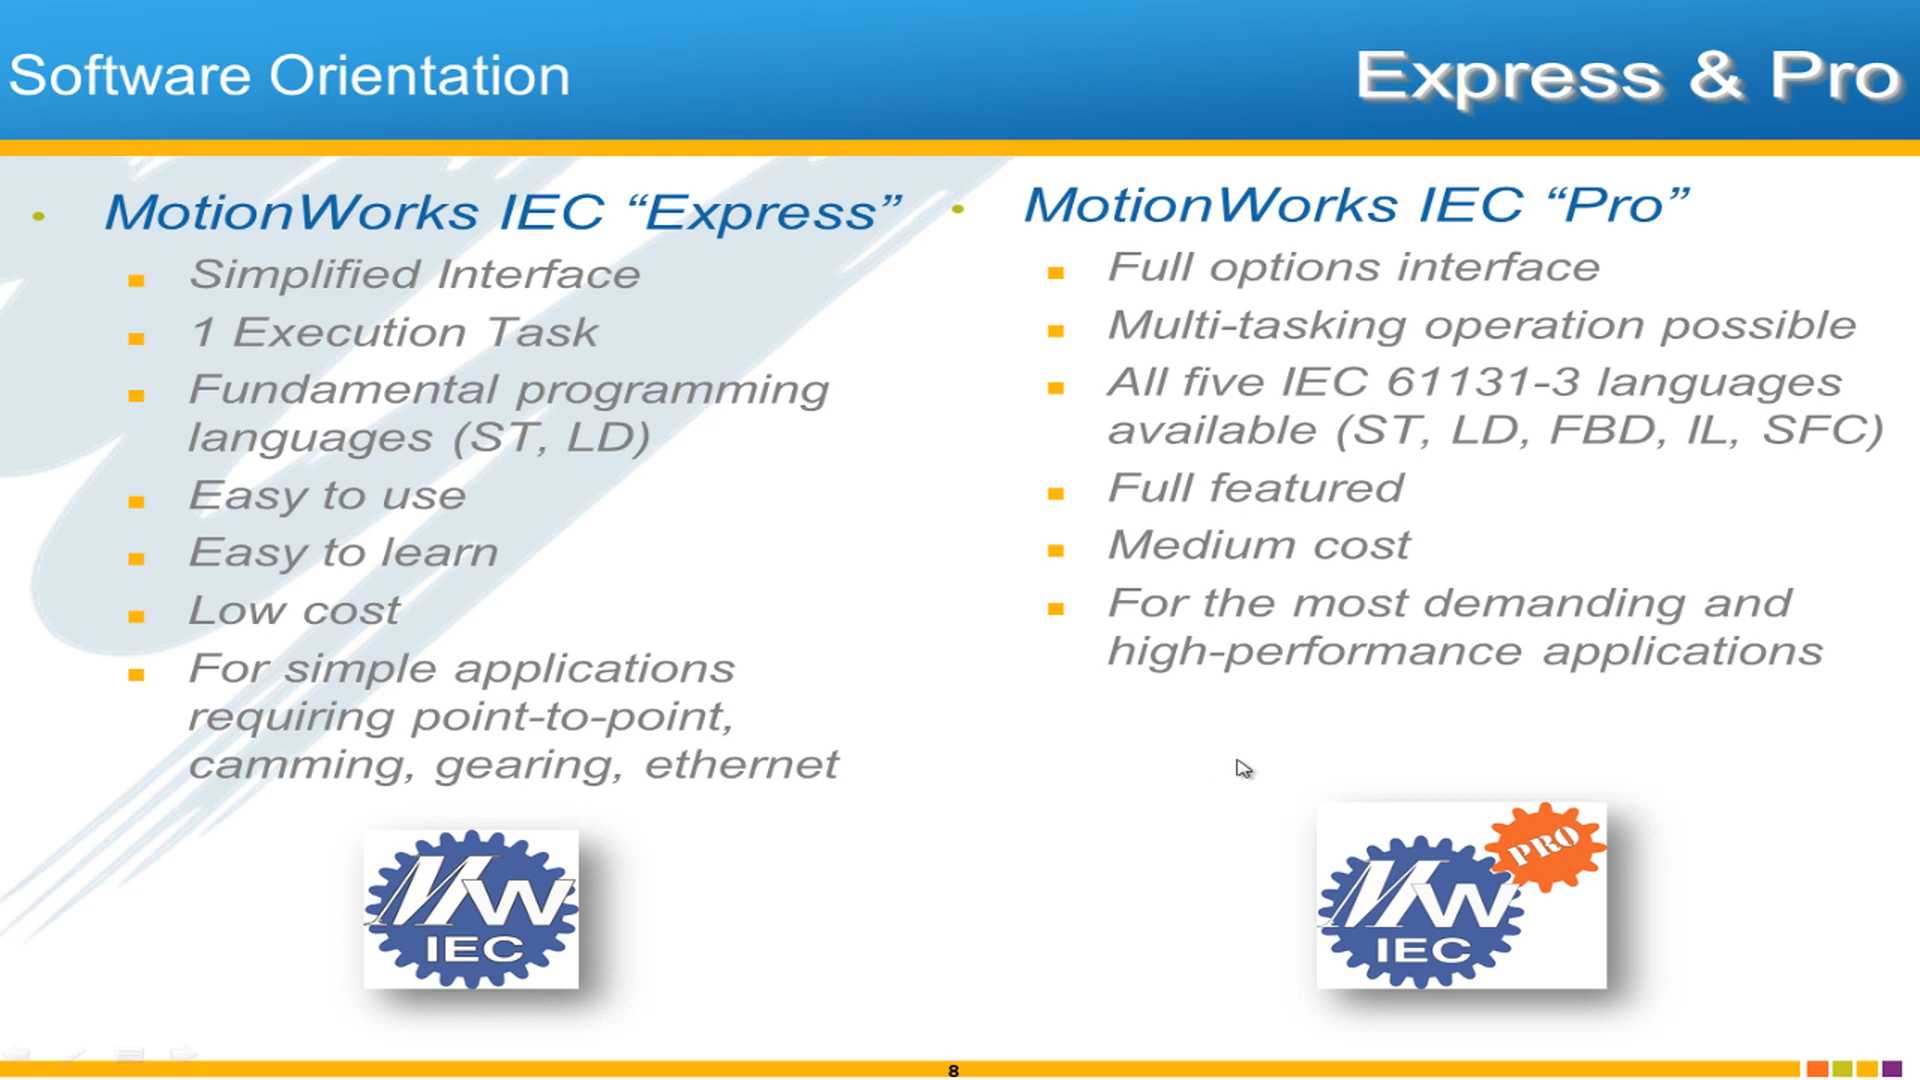 Software Orientation
Express & Pro
• MotionWorks IEC “Express”
Simplified Interface
1 Execution Task
Fundamental programming
languages (ST, LD)
Easy to use
Easy to learn
Low cost
For simple applications
requiring point-to-point,
camming, gearing, ethernet
• MotionWorks IEC “Pro”
Full options interface
Multi-tasking operation possible
All five IEC 61131-3 languages
available (ST, LD, FBD, IL, SFC)
Full featured
Medium cost
For the most demanding and
high-performance applications
MW
IEC
PRO
MW
IEC
8